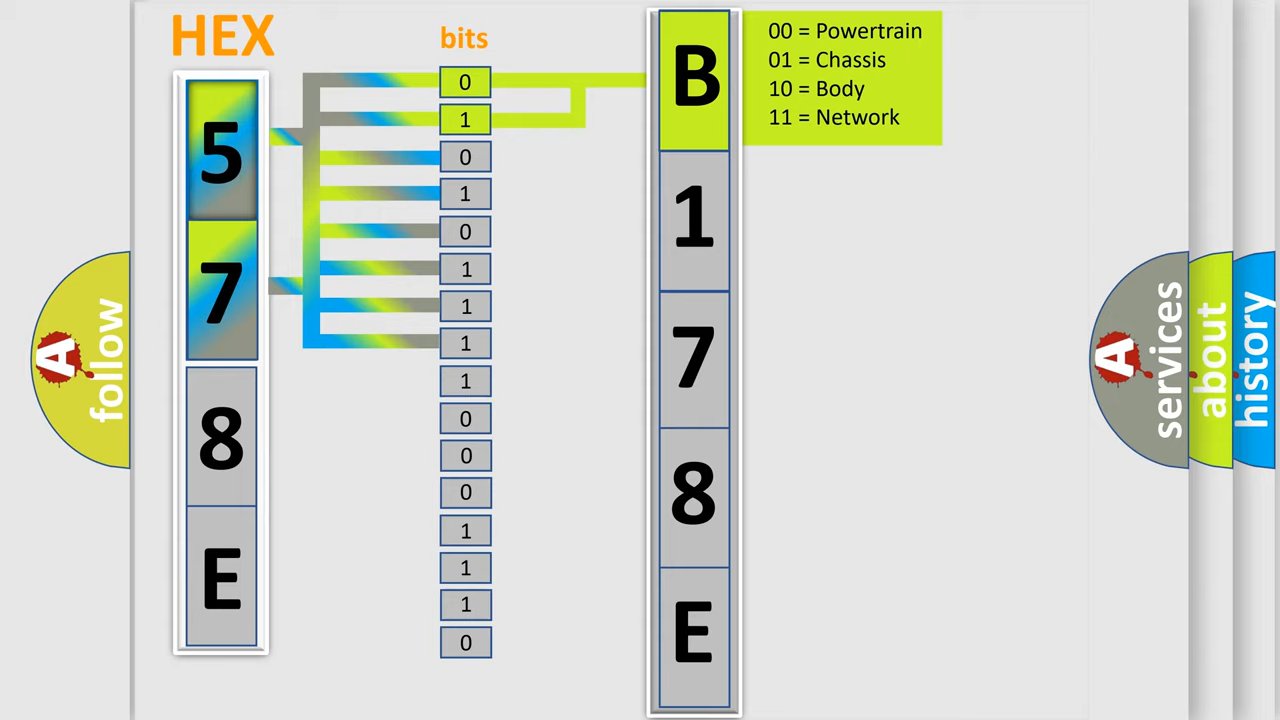 HEX
bits
5
7
8
E
0
1
0
1
0
1
1
1
1
0
0
0
1
1
1
0
B
1
7
8
E
00 = Powertrain
01 = Chassis
10 = Body
11 = Network
A
follow
A
services
about
history